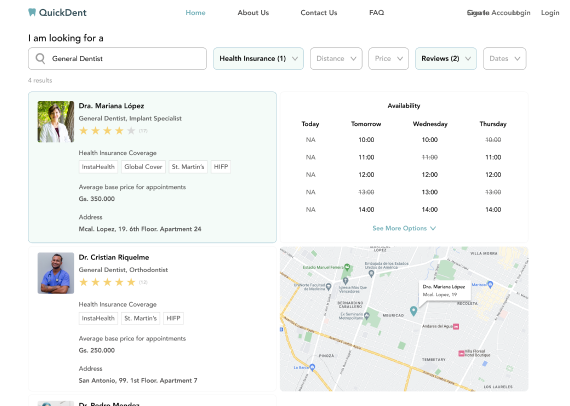 QuickDent
Home
About Us
Contact Us
FAQ
Login
I am looking for a
General Dentist
Health Insurance (1)
Distance
Price
Reviews (2)
Dates
4 results
Dra. Mariana López
General Dentist, Implant Specialist
Health Insurance Coverage
InstaHealth
Global Cover
St. Martin's
HIFP
Average base price for appointments
Gs. 350.000
Address
Mcal. Lopez, 19. 6th Floor. Apartment 24
Availability
Today Tomorrow Wednesday Thursday
NA 10:00 10:00 10:00
NA 11:00 11:00 11:00
NA 12:00 12:00 12:00
NA 13:00 13:00 13:00
NA 14:00 14:00 14:00
See More Options
Dr. Cristian Riquelme
General Dentist, Orthodontist
Health Insurance Coverage
InstaHealth
St. Martin's
HIFP
Average base price for appointments
Gs. 250.000
Address
San Antonio, 99. 1st Floor. Apartment 7
VILLA MORRA
Dra. Mariana López
Mcal. Lopez, 19
RECOLETA
MBURICAO
TEMBETARY
LOS LAURELES
Dr. Pedro Mendez